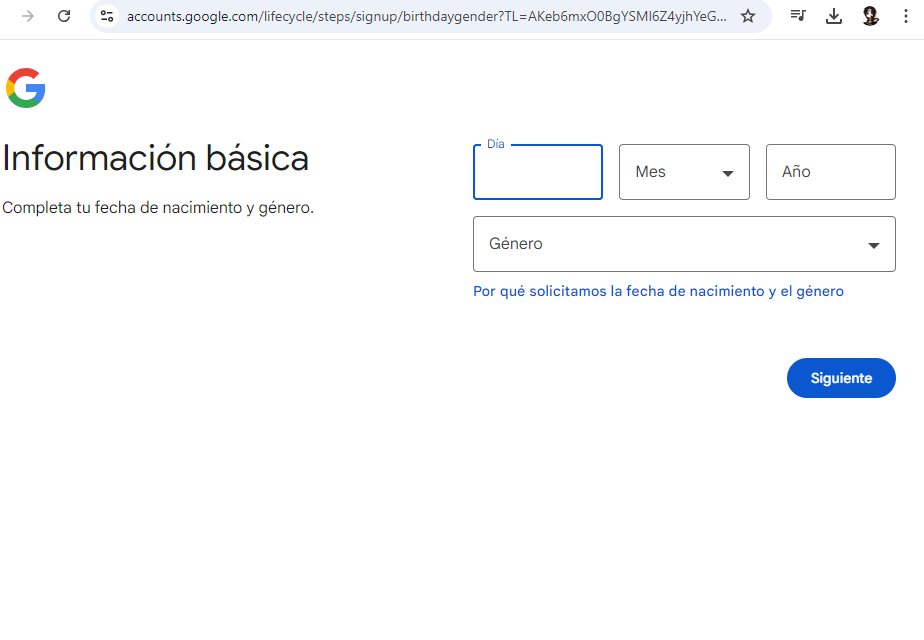 accounts.google.com/lifecycle/steps/signup/birthdaygender?TL=AKeb6mxO0BgYSMI6Z4yjhYeG...
Información básica
Completa tu fecha de nacimiento y género.
Día
Mes
Año
Género
Por qué solicitamos la fecha de nacimiento y el género
Siguiente